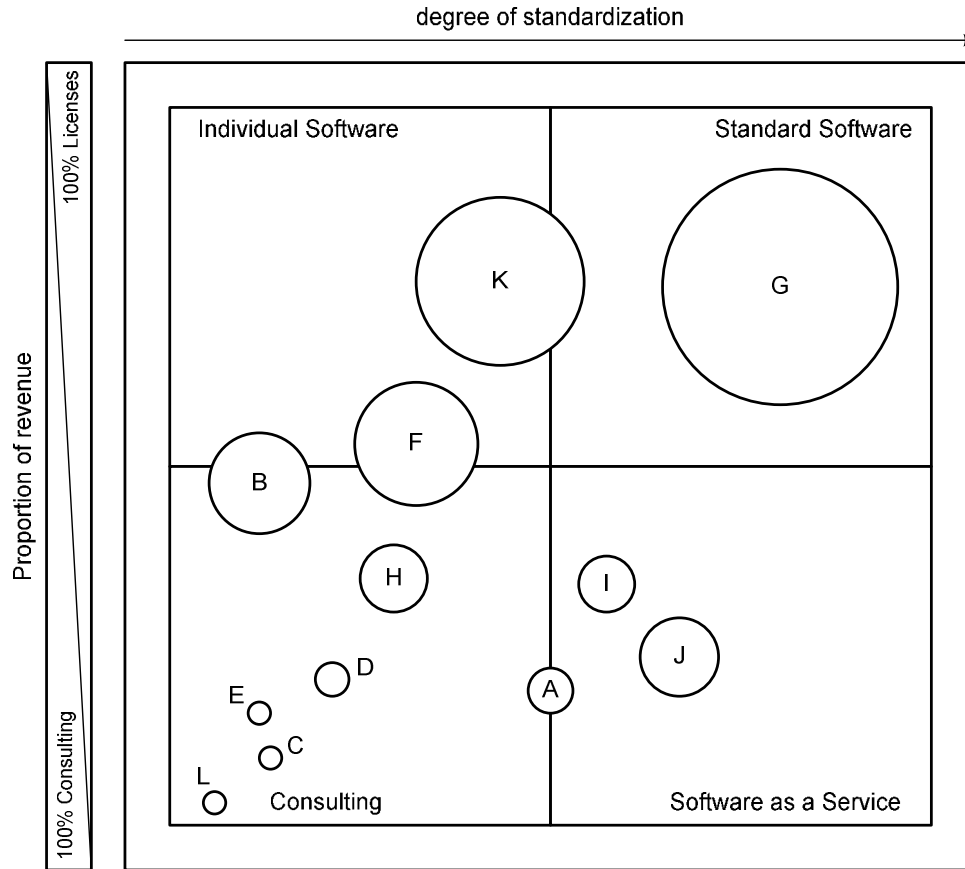 degree of standardization
100% Licenses
Individual Software
Standard Software
K
G
Proportion of revenue
F
B
H
I
J
D
A
E
C
L
100% Consulting
Consulting
Software as a Service